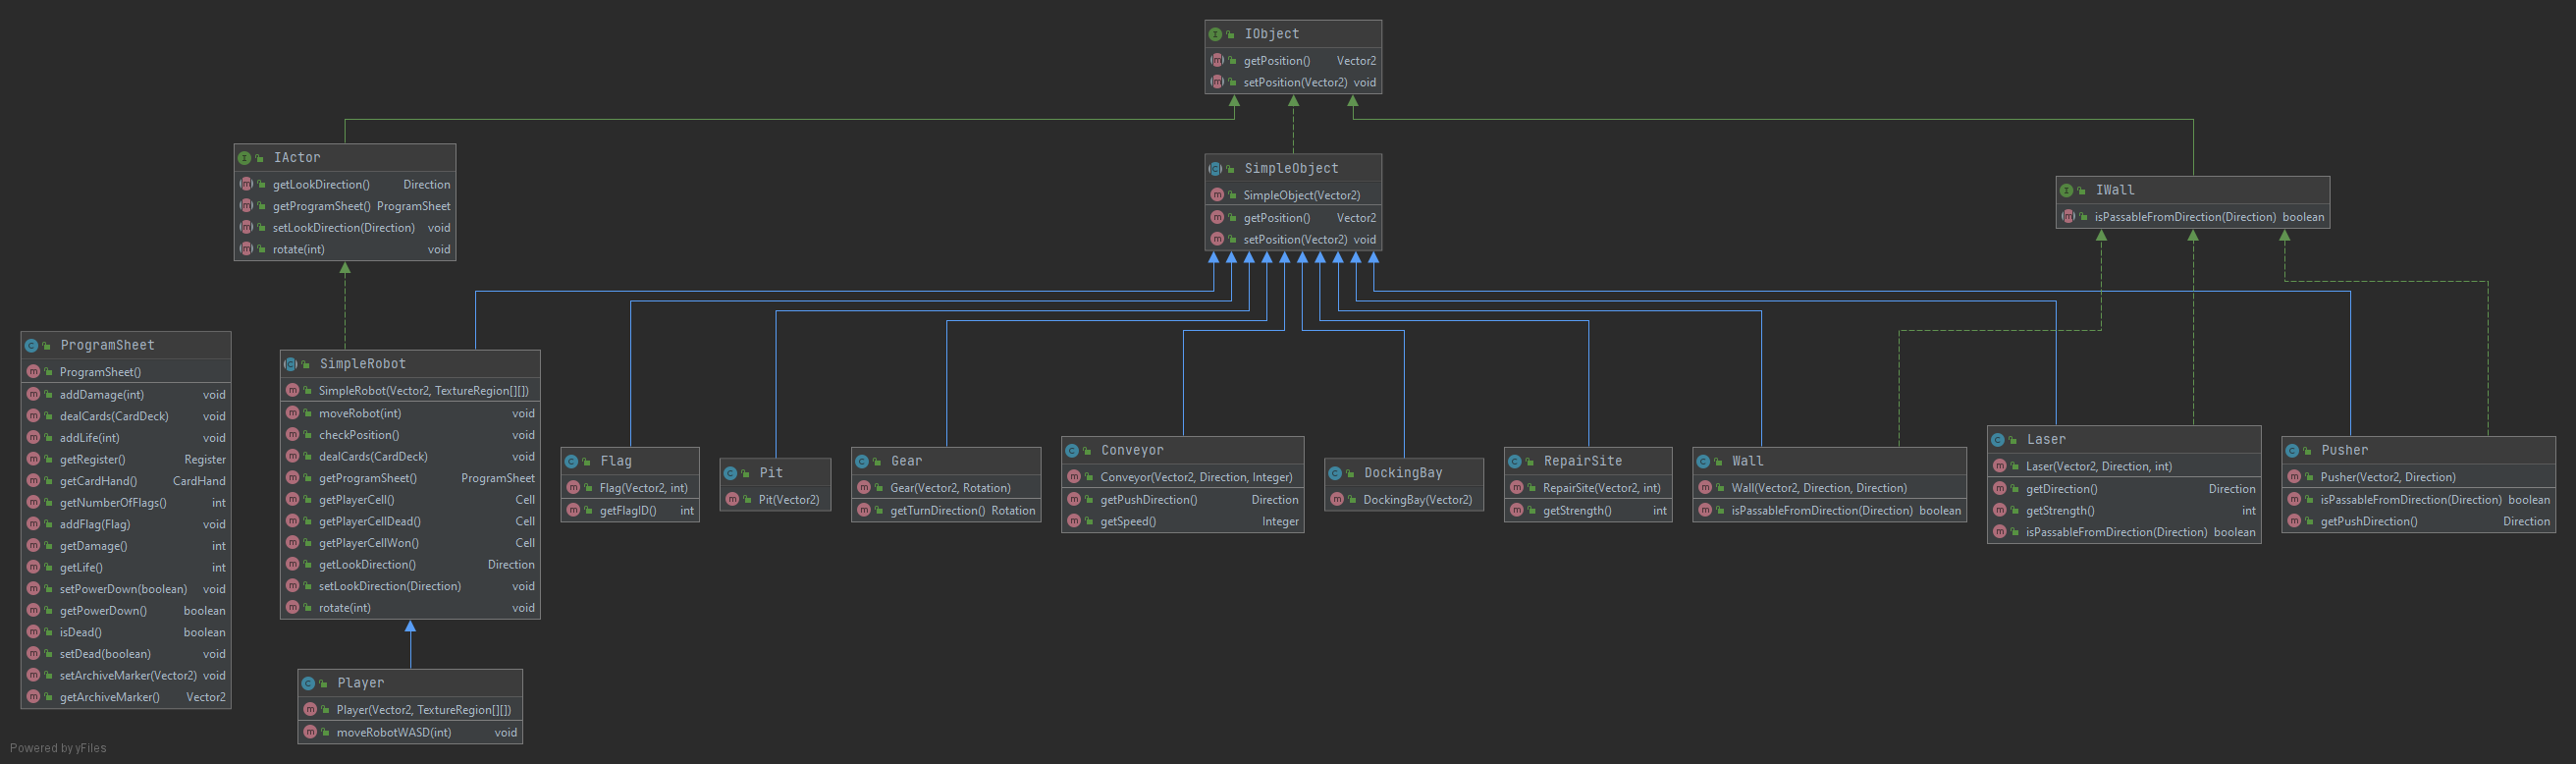 IObject
getPosition() Vector2
setPosition(Vector2) void
IActor
getLookDirection() Direction
getProgramSheet() ProgramSheet
setLookDirection(Direction) void
rotate(int) void
SimpleObject
SimpleObject(Vector2)
getPosition() Vector2
setPosition(Vector2) void
IWall
isPassableFromDirection(Direction) boolean
ProgramSheet
ProgramSheet()
addDamage(int) void
dealCards(CardDeck) void
addLife(int) void
getRegister() Register
getCardHand() CardHand
getNumberOfFlags() int
addFlag(Flag) void
getDamage() int
getLife() int
setPowerDown(boolean) void
getPowerDown() boolean
isDead() boolean
setDead(boolean) void
setArchiveMarker(Vector2) void
getArchiveMarker() Vector2
SimpleRobot
SimpleRobot(Vector2, TextureRegion[][])
moveRobot(int) void
checkPosition() void
dealCards(CardDeck) void
getProgramSheet() ProgramSheet
getPlayerCell() Cell
getPlayerCellDead() Cell
getPlayerCellWon() Cell
getLookDirection() Direction
setLookDirection(Direction) void
rotate(int) void
Flag
Flag(Vector2, int)
getFlagID() int
Pit
Pit(Vector2)
Gear
Gear(Vector2, Rotation)
getTurnDirection() Rotation
Conveyor
Conveyor(Vector2, Direction, Integer)
getPushDirection() Direction
getSpeed() Integer
DockingBay
DockingBay(Vector2)
RepairSite
RepairSite(Vector2, int)
getStrength() int
Wall
Wall(Vector2, Direction, Direction)
isPassableFromDirection(Direction) boolean
Laser
Laser(Vector2, Direction, int)
getDirection() Direction
getStrength() int
isPassableFromDirection(Direction) boolean
Pusher
Pusher(Vector2, Direction)
isPassableFromDirection(Direction) boolean
getPushDirection() Direction
Player
Player(Vector2, TextureRegion[][])
moveRobotWASD(int) void
Powered by yFiles